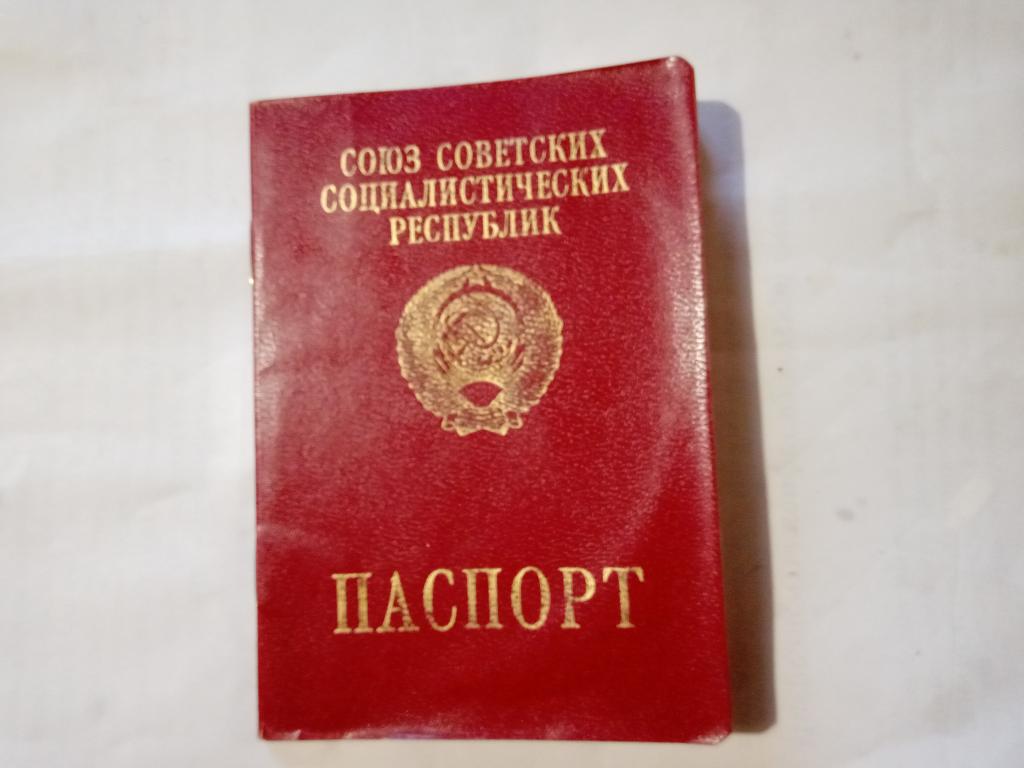 СОЮЗ СОВЕТСКИХ
СОЦИАЛИСТИЧЕСКИХ
РЕСПУБЛИК
ПАСПОРТ